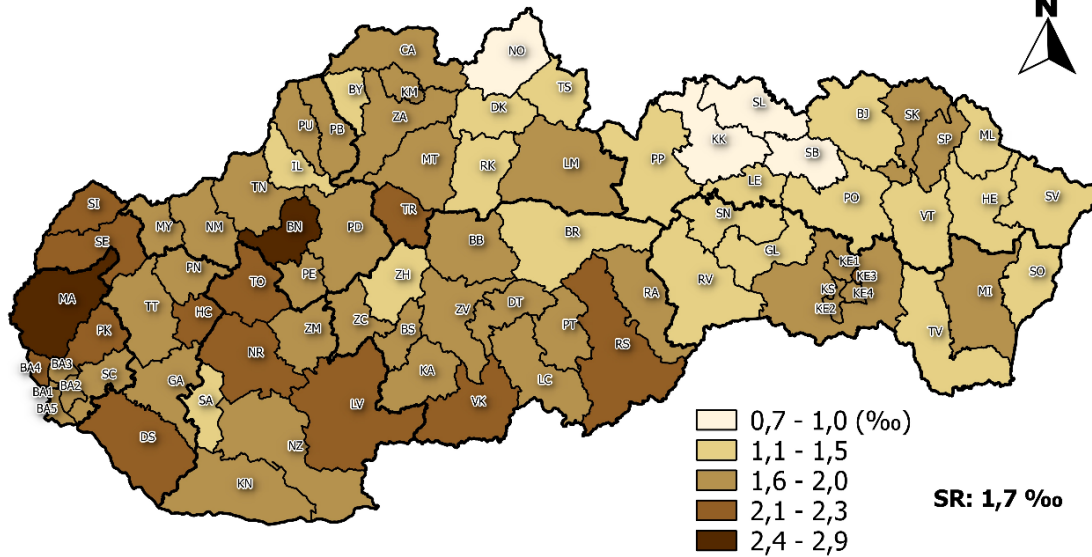 N
CA
NO
BY
KM
TS
DK
PU
PB
ZA
SL
BJ
SK
KK
SP
ML
IL
MT
RK
LM
PP
SB
LE
TN
PO
HE
SV
SI
MY
NM
BN
PD
TR
SN
VT
SE
BB
BR
GL
PN
PE
TO
ZH
KE1
SO
MA
RV
KE3
TT
HC
RA
KS
KE4
MI
PK
ZM
ZC
BS
ZV
DT
KE2
PT
TV
BA4
BA3
SC
GA
NR
RS
BA1
BA2
KA
LC
BA5
SA
LV
VK
DS
NZ
KN
0,7 - 1,0 (‰)
1,1 - 1,5
1,6 - 2,0
SR: 1,7 ‰
2,1 - 2,3
2,4 - 2,9